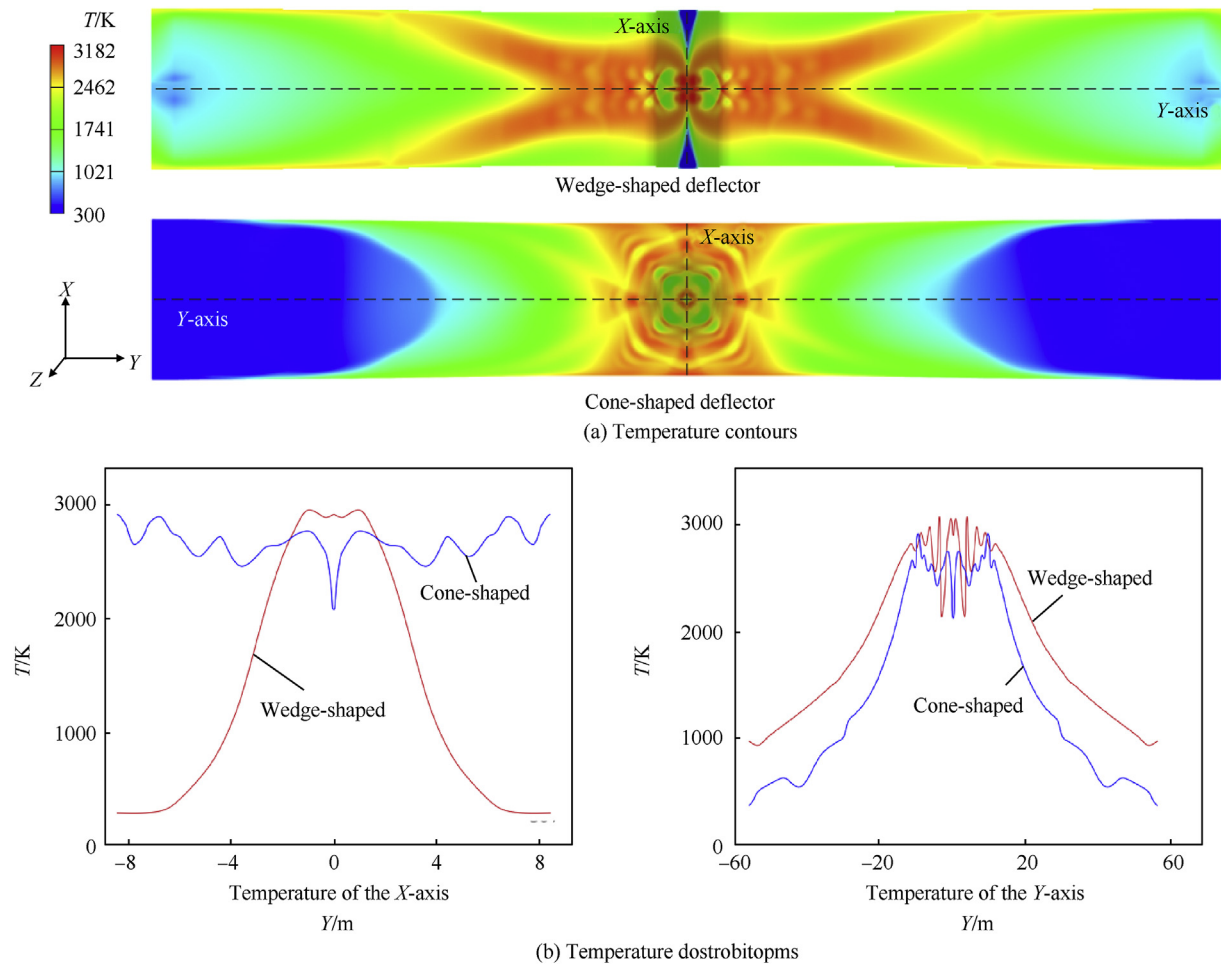 T/K
3182
2462
1741
1021
300
X-axis
Y-axis
Wedge-shaped deflector
X-axis
Y-axis
X
Y
Z
Cone-shaped deflector
(a) Temperature contours
T/K
3000
2000
1000
0
Cone-shaped
Wedge-shaped
−8 −4 0 4 8
Temperature of the X-axis
Y/m
T/K
3000
2000
1000
0
Wedge-shaped
Cone-shaped
−60 −20 20 60
Temperature of the Y-axis
Y/m
(b) Temperature dostrobitopms